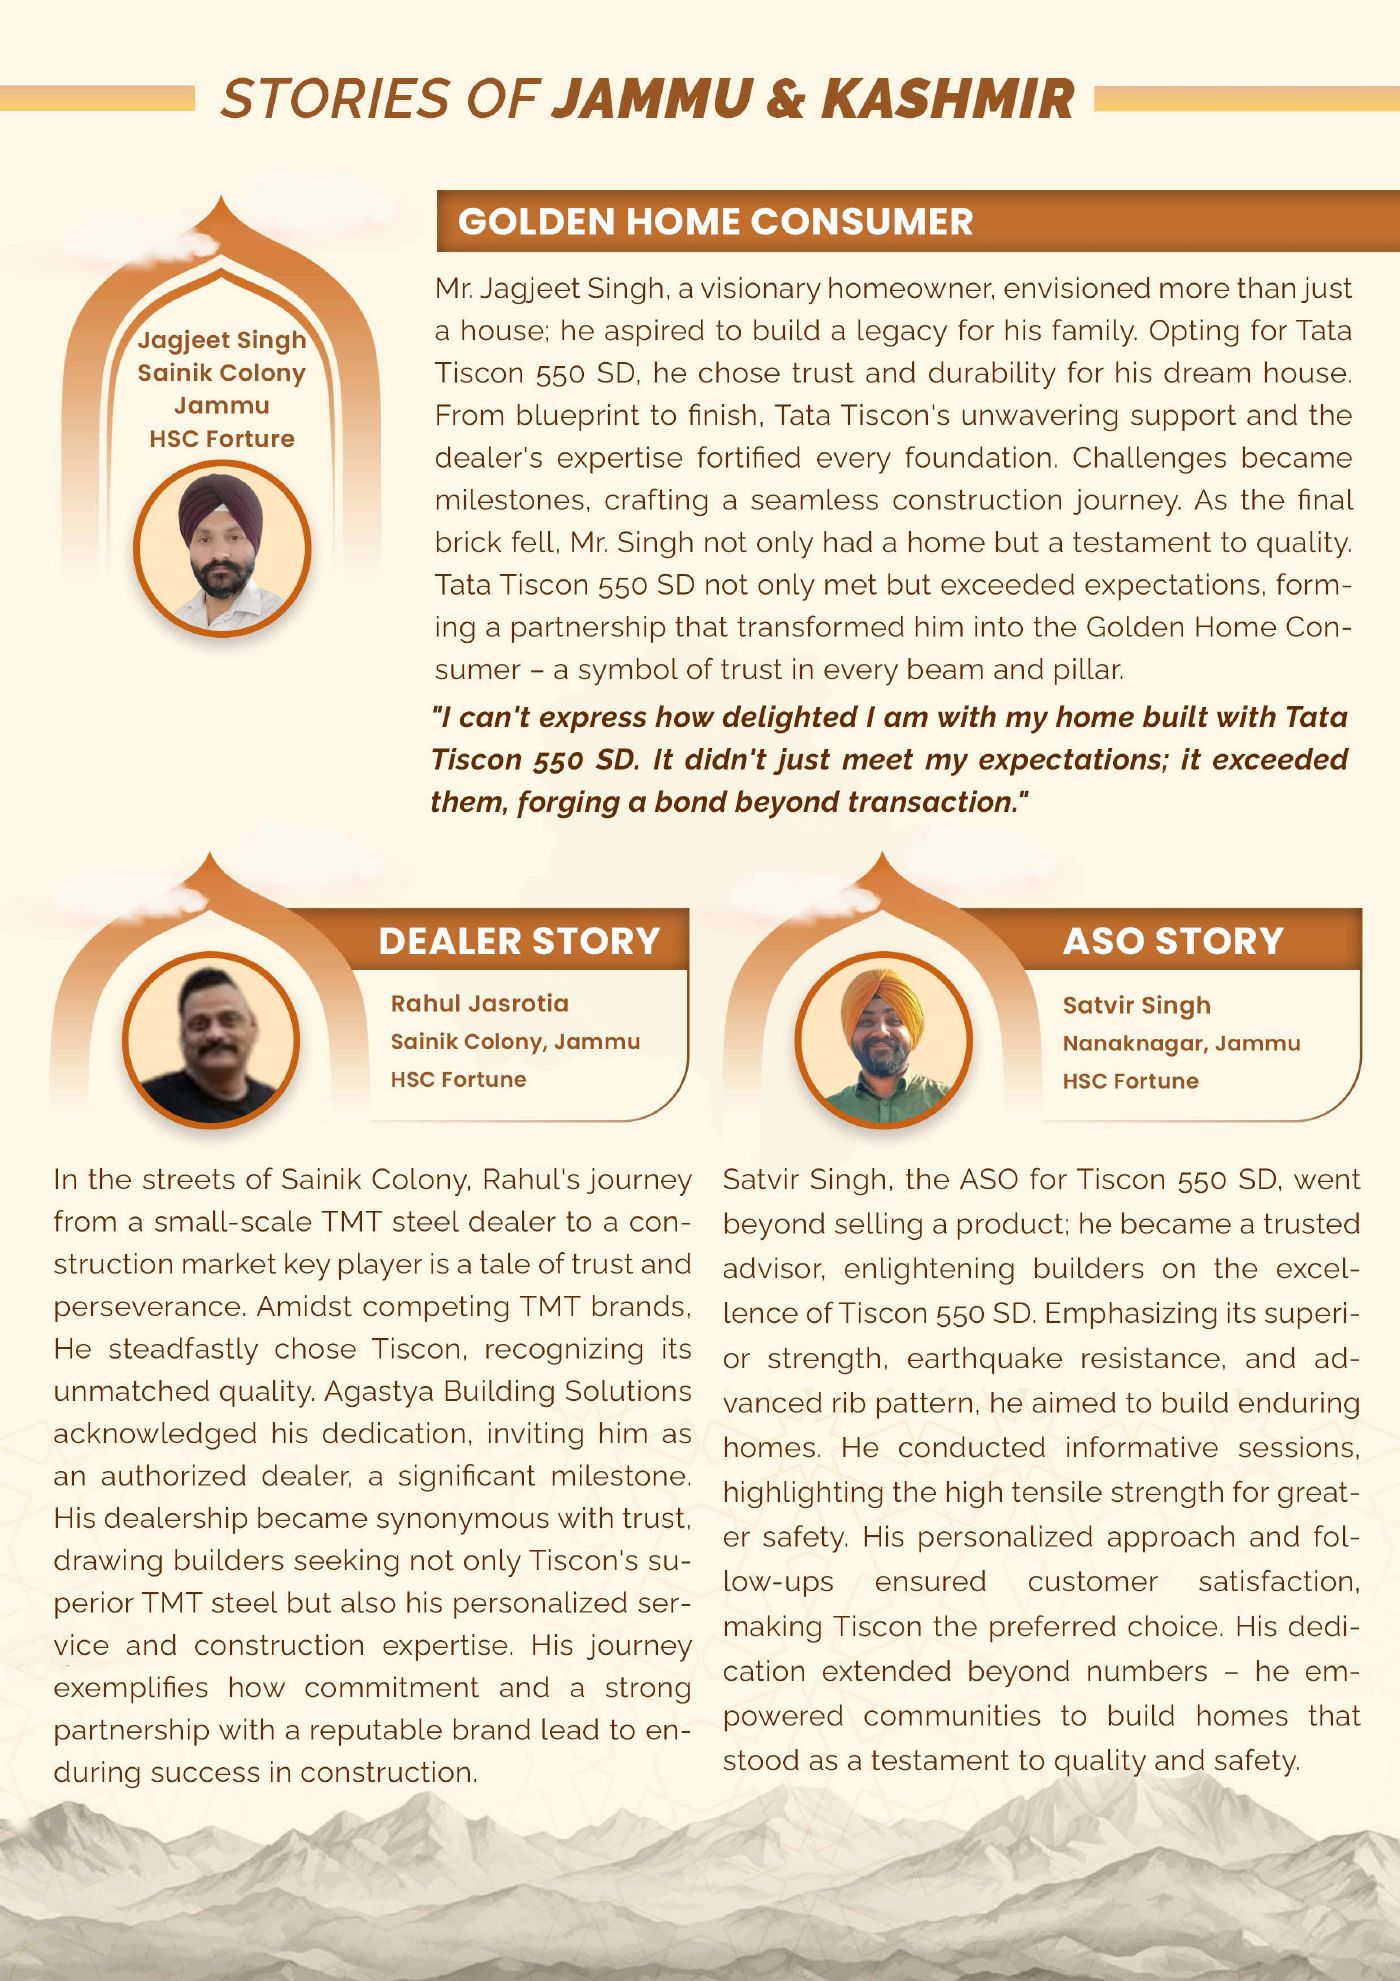 STORIES OF JAMMU & KASHMIR
Jagjeet Singh
Sainik Colony
Jammu
HSC Forture
GOLDEN HOME CONSUMER
Mr. Jagjeet Singh, a visionary homeowner, envisioned more than just
a house; he aspired to build a legacy for his family. Opting for Tata
Tiscon 550 SD, he chose trust and durability for his dream house.
From blueprint to finish, Tata Tiscon's unwavering support and the
dealer's expertise fortified every foundation. Challenges became
milestones, crafting a seamless construction journey. As the final
brick fell, Mr. Singh not only had a home but a testament to quality.
Tata Tiscon 550 SD not only met but exceeded expectations, form-
ing a partnership that transformed him into the Golden Home Con-
sumer – a symbol of trust in every beam and pillar.
"I can't express how delighted I am with my home built with Tata
Tiscon 550 SD. It didn't just meet my expectations; it exceeded
them, forging a bond beyond transaction."
DEALER STORY
Rahul Jasrotia
Sainik Colony, Jammu
HSC Fortune
In the streets of Sainik Colony, Rahul's journey
from a small-scale TMT steel dealer to a con-
struction market key player is a tale of trust and
perseverance. Amidst competing TMT brands,
He steadfastly chose Tiscon, recognizing its
unmatched quality. Agastya Building Solutions
acknowledged his dedication, inviting him as
an authorized dealer, a significant milestone.
His dealership became synonymous with trust,
drawing builders seeking not only Tiscon's su-
perior TMT steel but also his personalized ser-
vice and construction expertise. His journey
exemplifies how commitment and a strong
partnership with a reputable brand lead to en-
during success in construction.
ASO STORY
Satvir Singh
Nanaknagar, Jammu
HSC Fortune
Satvir Singh, the ASO for Tiscon 550 SD, went
beyond selling a product; he became a trusted
advisor, enlightening builders on the excel-
lence of Tiscon 550 SD. Emphasizing its superi-
or strength, earthquake resistance, and ad-
vanced rib pattern, he aimed to build enduring
homes. He conducted informative sessions,
highlighting the high tensile strength for great-
er safety. His personalized approach and fol-
low-ups ensured customer satisfaction,
making Tiscon the preferred choice. His dedi-
cation extended beyond numbers – he em-
powered communities to build homes that
stood as a testament to quality and safety.